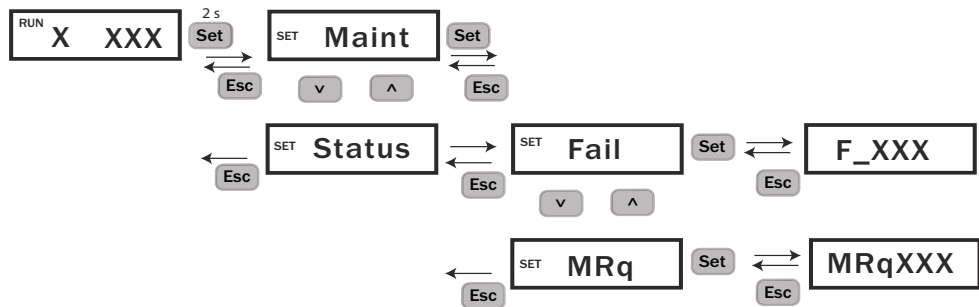 2 s
RUN X XXX Set SET Maint Set
Esc Esc
v ^
SET Status SET Fail Set F_XXX
Esc Esc Esc
v ^
SET MRq Set MRqXXX
Esc Esc